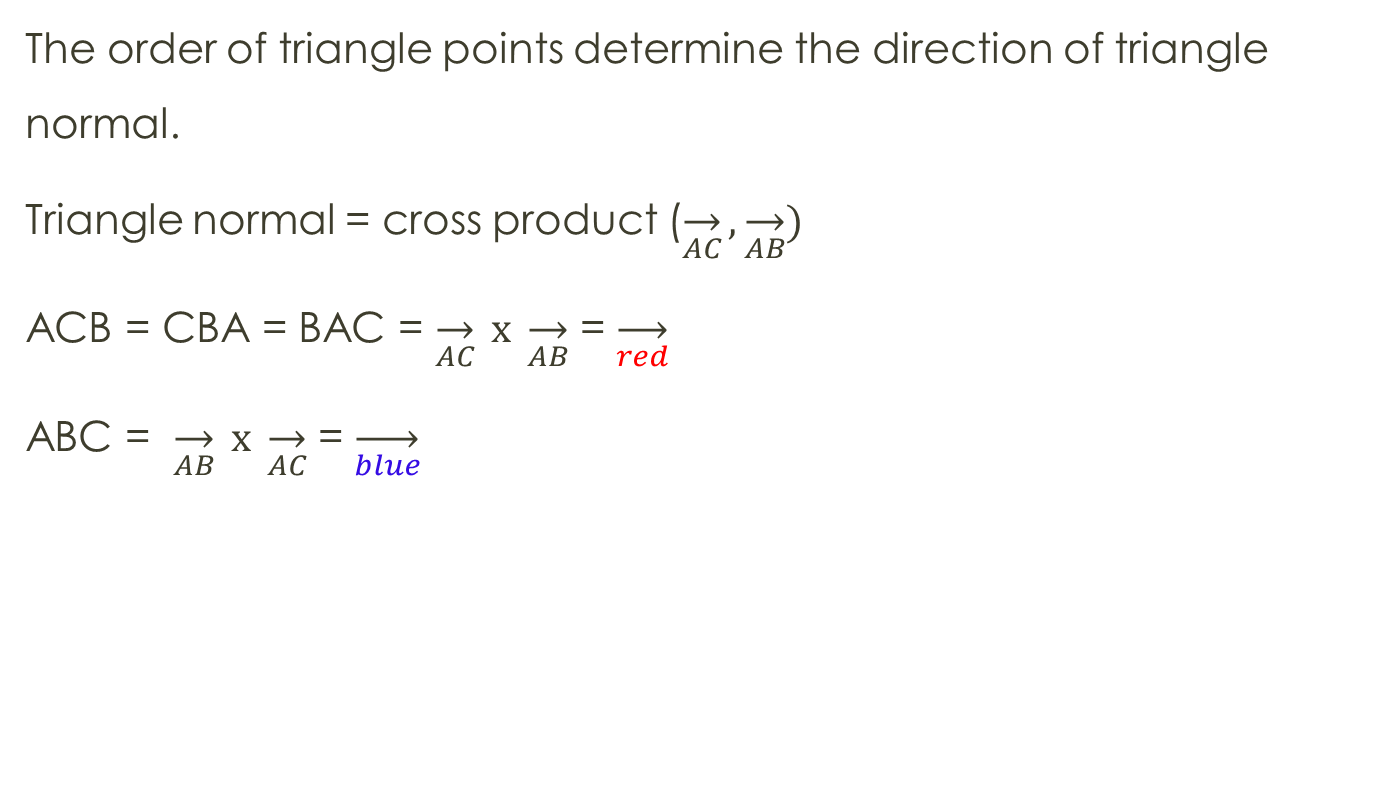 The order of triangle points determine the direction of triangle
normal.
Triangle normal = cross product (→AC, →AB)
ACB = CBA = BAC = →AC x →AB = →red
ABC = →AB x →AC = →blue